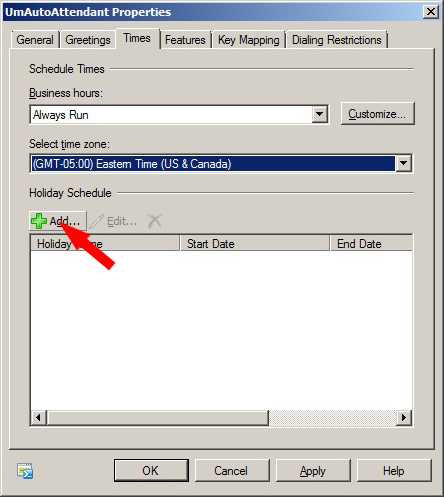 UmAutoAttendant Properties
General Greetings Times Features Key Mapping Dialing Restrictions
Schedule Times
Business hours:
Always Run Customize...
Select time zone:
(GMT-05:00) Eastern Time (US & Canada)
Holiday Schedule
Add... Edit...
Holiday Start Date End Date
OK Cancel Apply Help